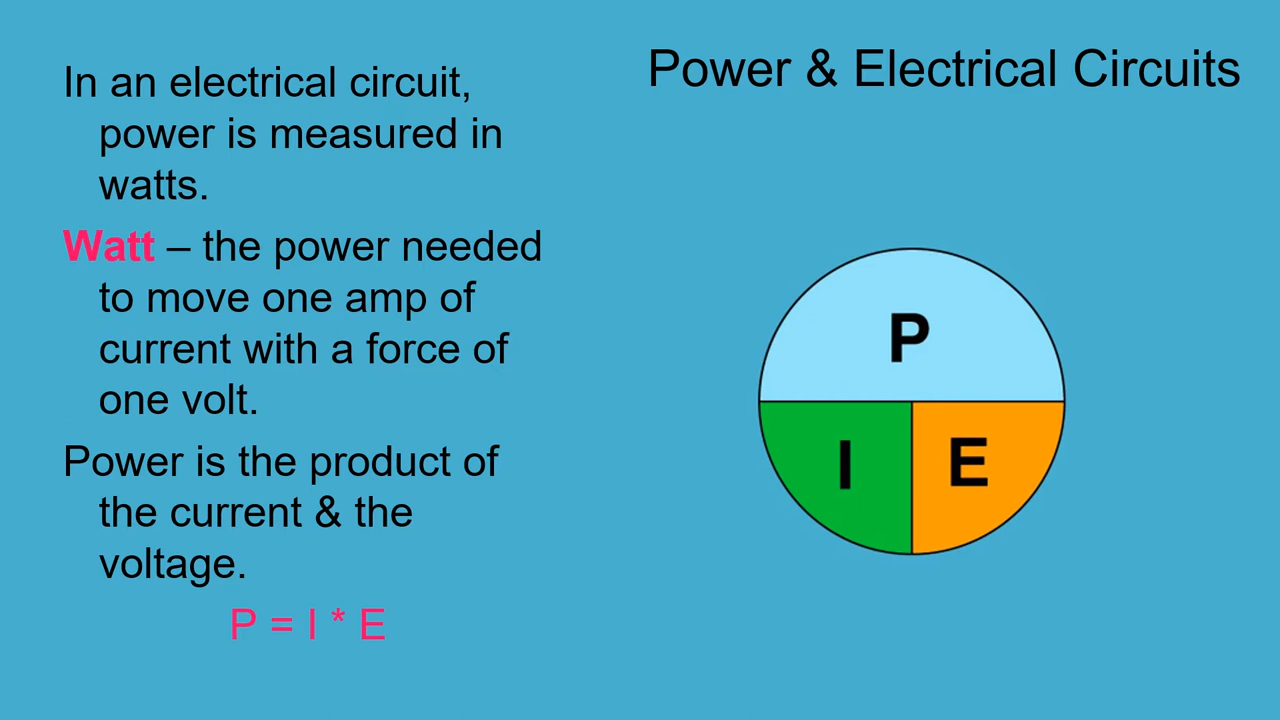 Power & Electrical Circuits
In an electrical circuit,
power is measured in
watts.
Watt – the power needed
to move one amp of
current with a force of
one volt.
Power is the product of
the current & the
voltage.
P = I * E
P
I E